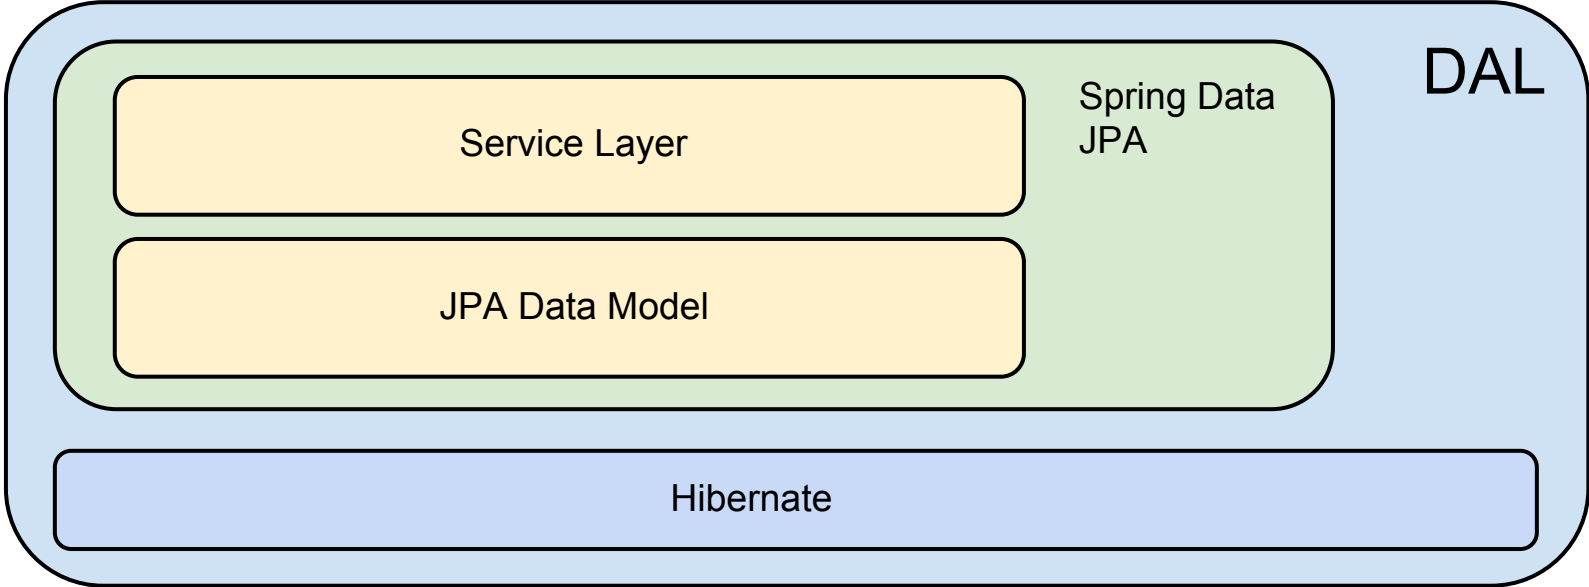 DAL
Spring Data
JPA
Service Layer
JPA Data Model
Hibernate